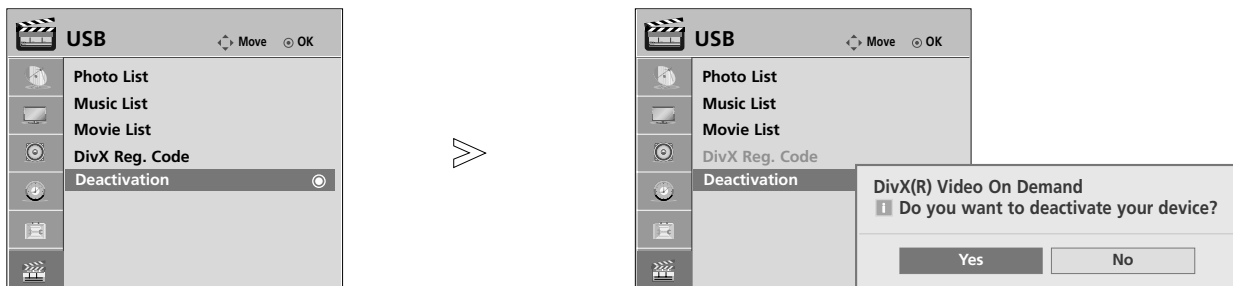 USB Move OK
Photo List
Music List
Movie List
DivX Reg. Code
Deactivation
USB Move OK
Photo List
Music List
Movie List
DivX Reg. Code
Deactivation
DivX(R) Video On Demand
i Do you want to deactivate your device?
Yes No